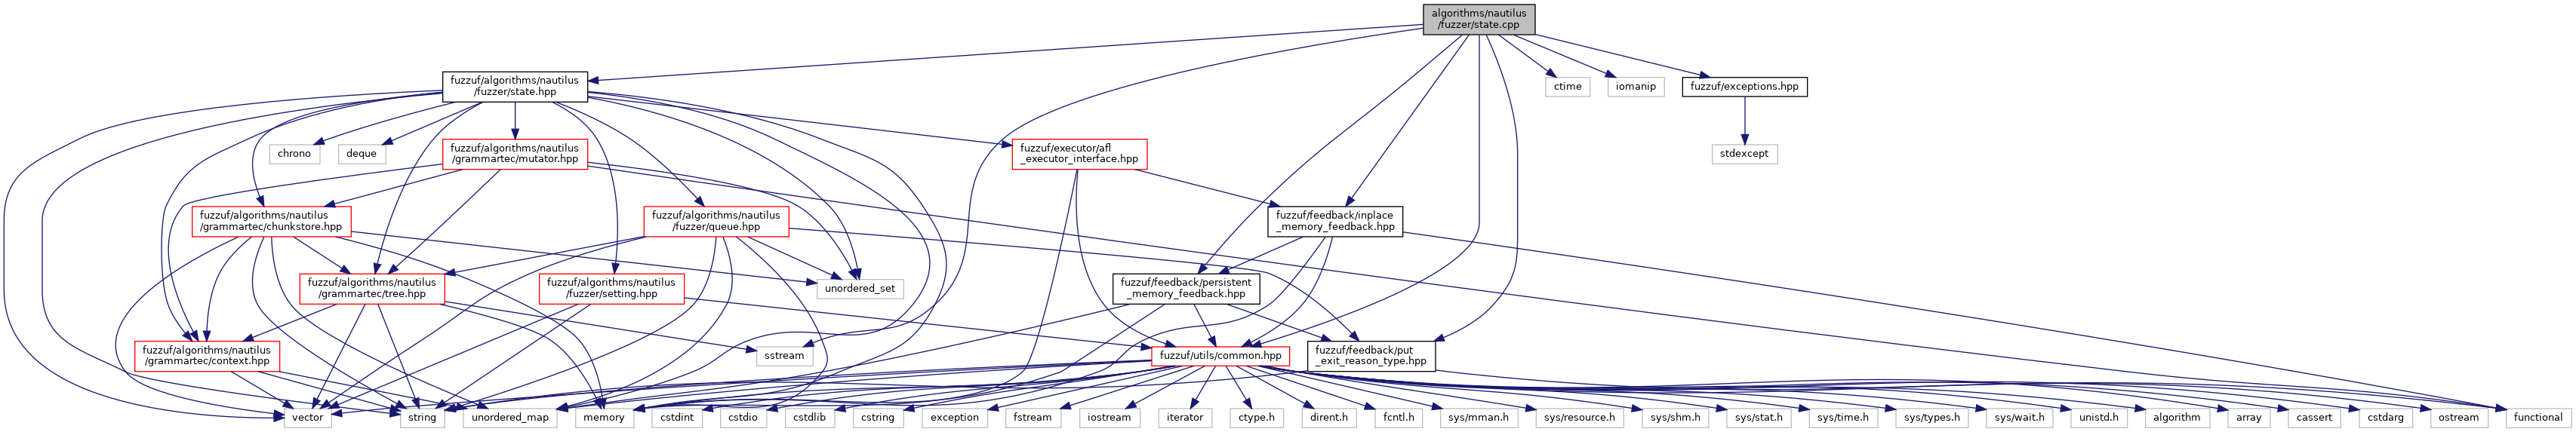 algorithms/nautilus
/fuzzer/state.cpp
fuzzuf/algorithms/nautilus
/fuzzer/state.hpp
ctime
iomanip
fuzzuf/exceptions.hpp
chrono
deque
fuzzuf/algorithms/nautilus
/grammartec/mutator.hpp
fuzzuf/executor/afl
_executor_interface.hpp
stdexcept
fuzzuf/algorithms/nautilus
/grammartec/chunkstore.hpp
fuzzuf/algorithms/nautilus
/fuzzer/queue.hpp
fuzzuf/feedback/inplace
_memory_feedback.hpp
fuzzuf/algorithms/nautilus
/grammartec/tree.hpp
fuzzuf/algorithms/nautilus
/fuzzer/setting.hpp
unordered_set
fuzzuf/feedback/persistent
_memory_feedback.hpp
fuzzuf/algorithms/nautilus
/grammartec/context.hpp
sstream
fuzzuf/utils/common.hpp
fuzzuf/feedback/put
_exit_reason_type.hpp
vector
string
unordered_map
memory
cstdint
cstdio
cstdlib
cstring
exception
fstream
iostream
iterator
ctype.h
dirent.h
fcntl.h
sys/mman.h
sys/resource.h
sys/shm.h
sys/stat.h
sys/time.h
sys/types.h
sys/wait.h
unistd.h
algorithm
array
cassert
cstdarg
ostream
functional